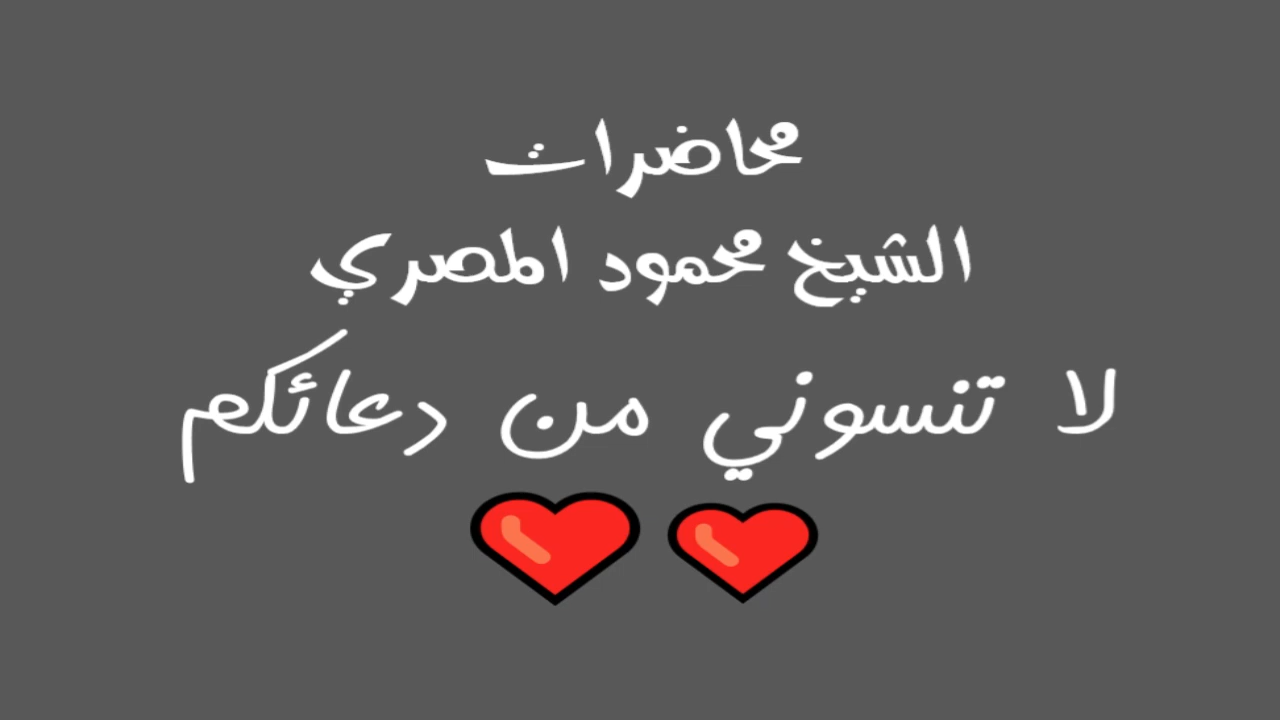 محاضرات
الشيخ محمود المصري
لا تنسوني من دعائكم